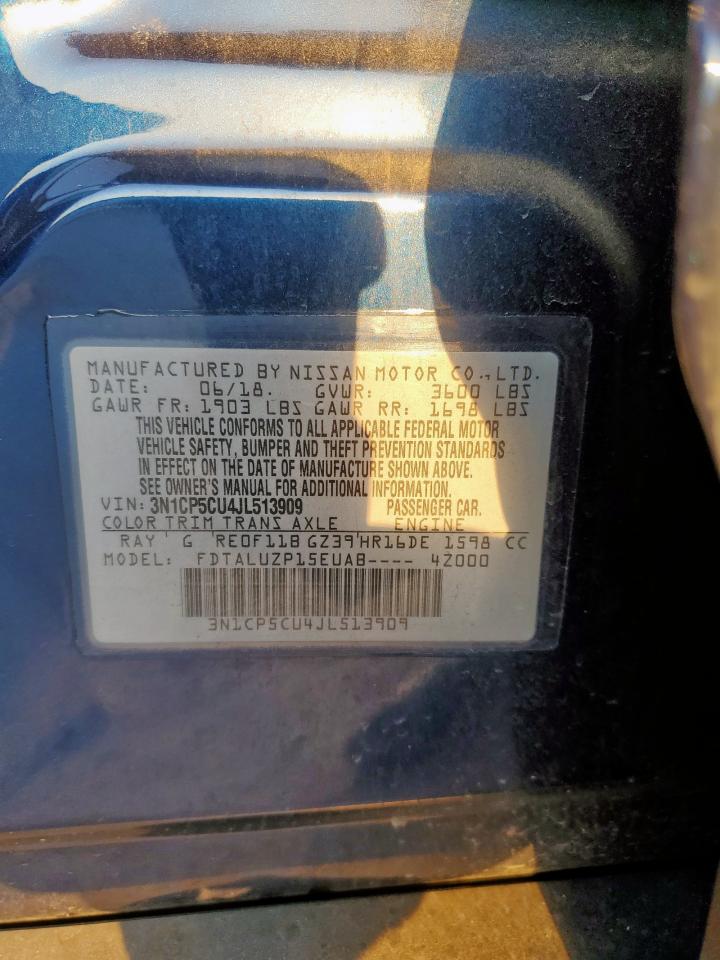 MANUFACTURED BY NISSAN MOTOR CO., LTD.
DATE: 06/18. GVWR: 3600 LBS
GAWR FR: 1903 LBS GAWR RR: 1698 LBS
THIS VEHICLE CONFORMS TO ALL APPLICABLE FEDERAL MOTOR
VEHICLE SAFETY, BUMPER AND THEFT PREVENTION STANDARDS
IN EFFECT ON THE DATE OF MANUFACTURE SHOWN ABOVE.
SEE OWNER'S MANUAL FOR ADDITIONAL INFORMATION.
VIN: 3N1CP5CU4JL513909 PASSENGER CAR.
COLOR TRIM TRANS AXLE ENGINE
RAY G RE0F11B GZ39 HR16DE 1598 CC
MODEL: FDTALUZP15EUAB---- 4Z000
3N1CP5CU4JL513909